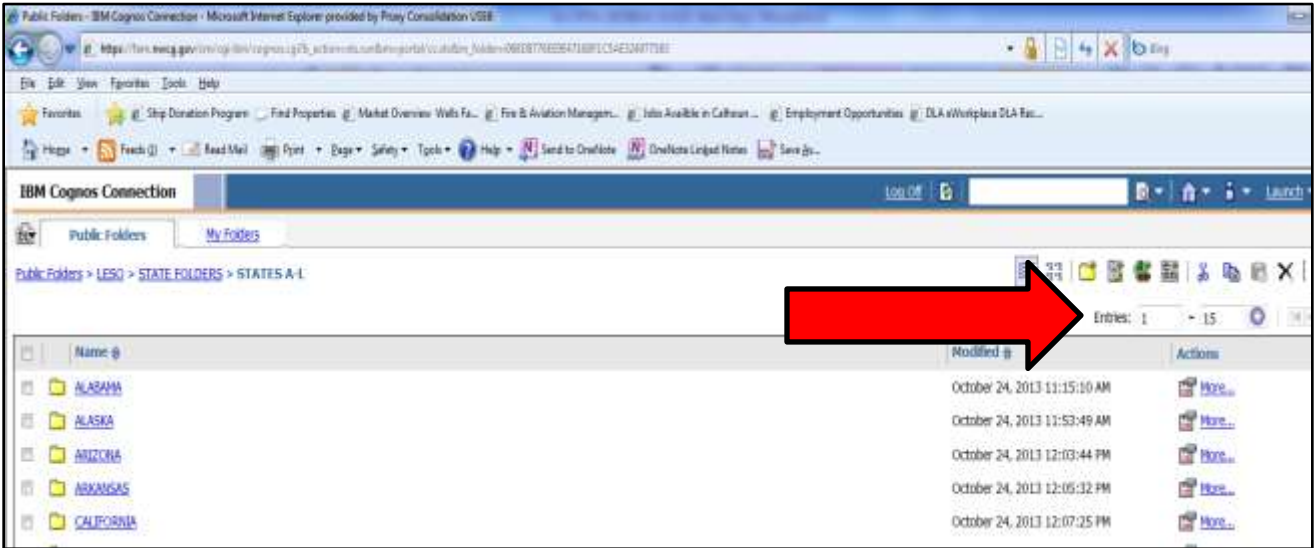 Public Folders - IBM Cognos Connection - Microsoft Internet Explorer provided by Proxy Consolidation USEB
Bing
File Edit View Favorites Tools Help
Favorites Ship Donation Program Find Properties Market Overview Wells Fa... Fire & Aviation Managem... Jobs Availble in Calhoun ... Employment Opportunities DLA eWorkplace DLA Rec...
Home Feeds () Read Mail Print Page Safety Tools Help Send to OneNote OneNote Linked Notes Save As..
IBM Cognos Connection Log Off Launch
Public Folders My Folders
Public Folders > LESO > STATE FOLDERS > STATES A-L
Entries: 1 - 15
Name Modified Actions
ALABAMA October 24, 2013 11:15:10 AM More...
ALASKA October 24, 2013 11:53:49 AM More...
ARIZONA October 24, 2013 12:03:44 PM More...
ARKANSAS October 24, 2013 12:05:32 PM More...
CALIFORNIA October 24, 2013 12:07:25 PM More...